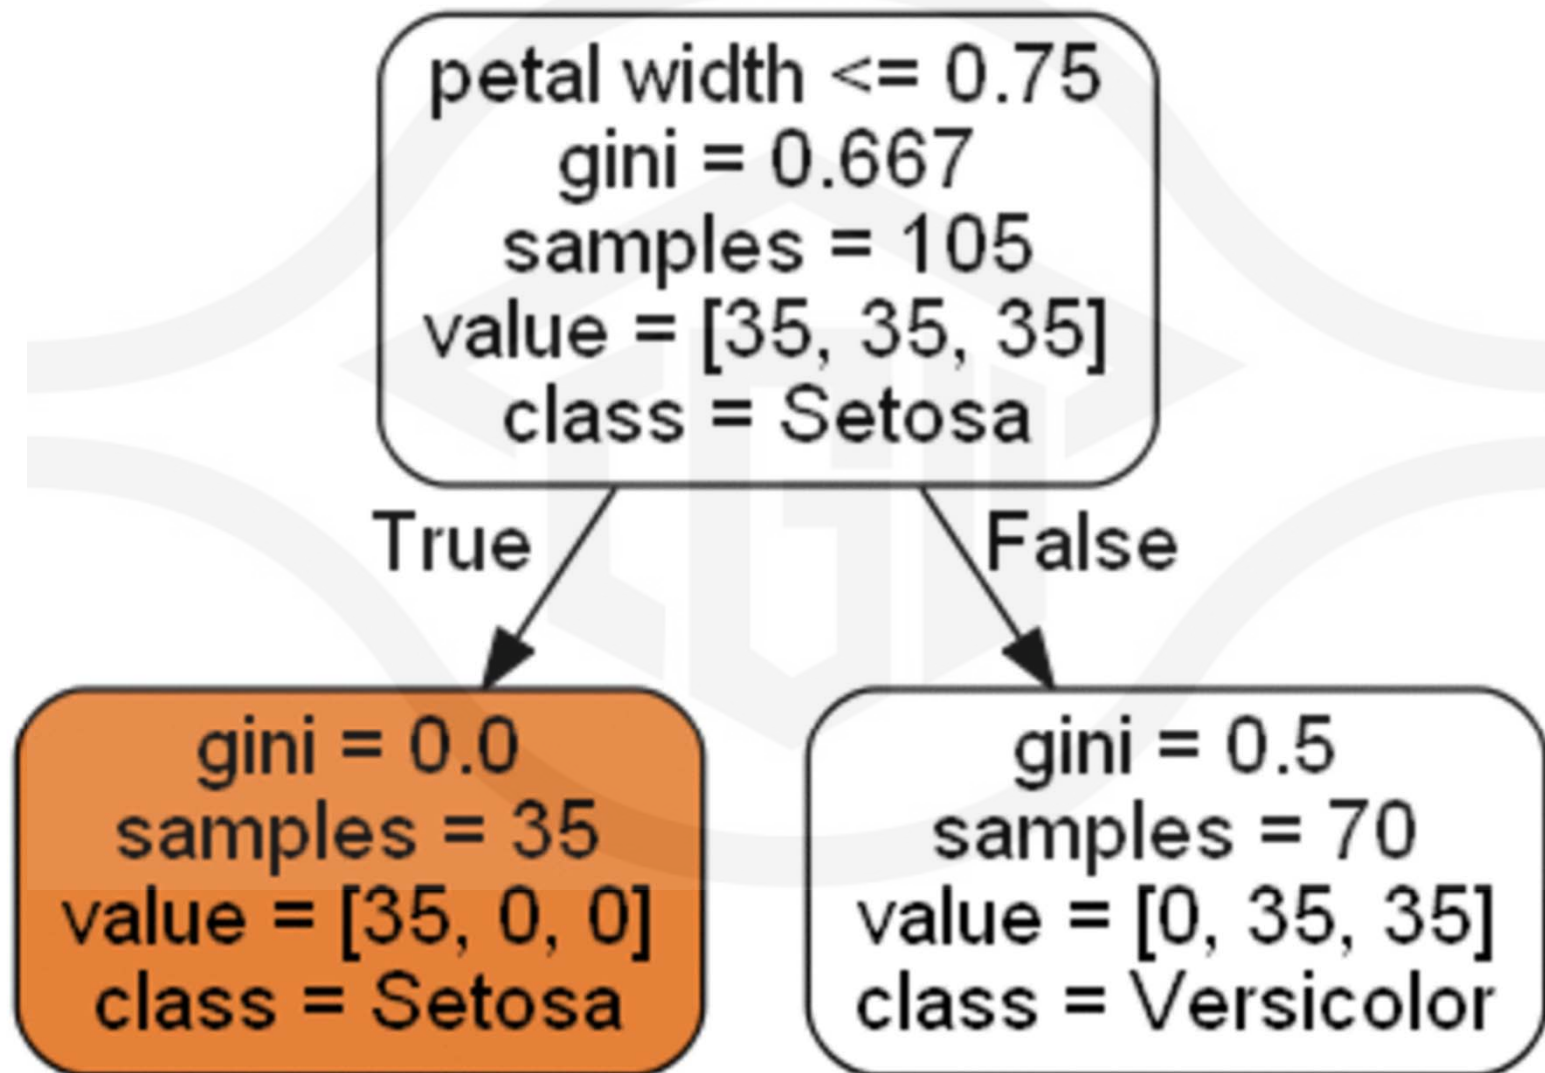 petal width <= 0.75
gini = 0.667
samples = 105
value = [35, 35, 35]
class = Setosa
True
False
gini = 0.0
samples = 35
value = [35, 0, 0]
class = Setosa
gini = 0.5
samples = 70
value = [0, 35, 35]
class = Versicolor